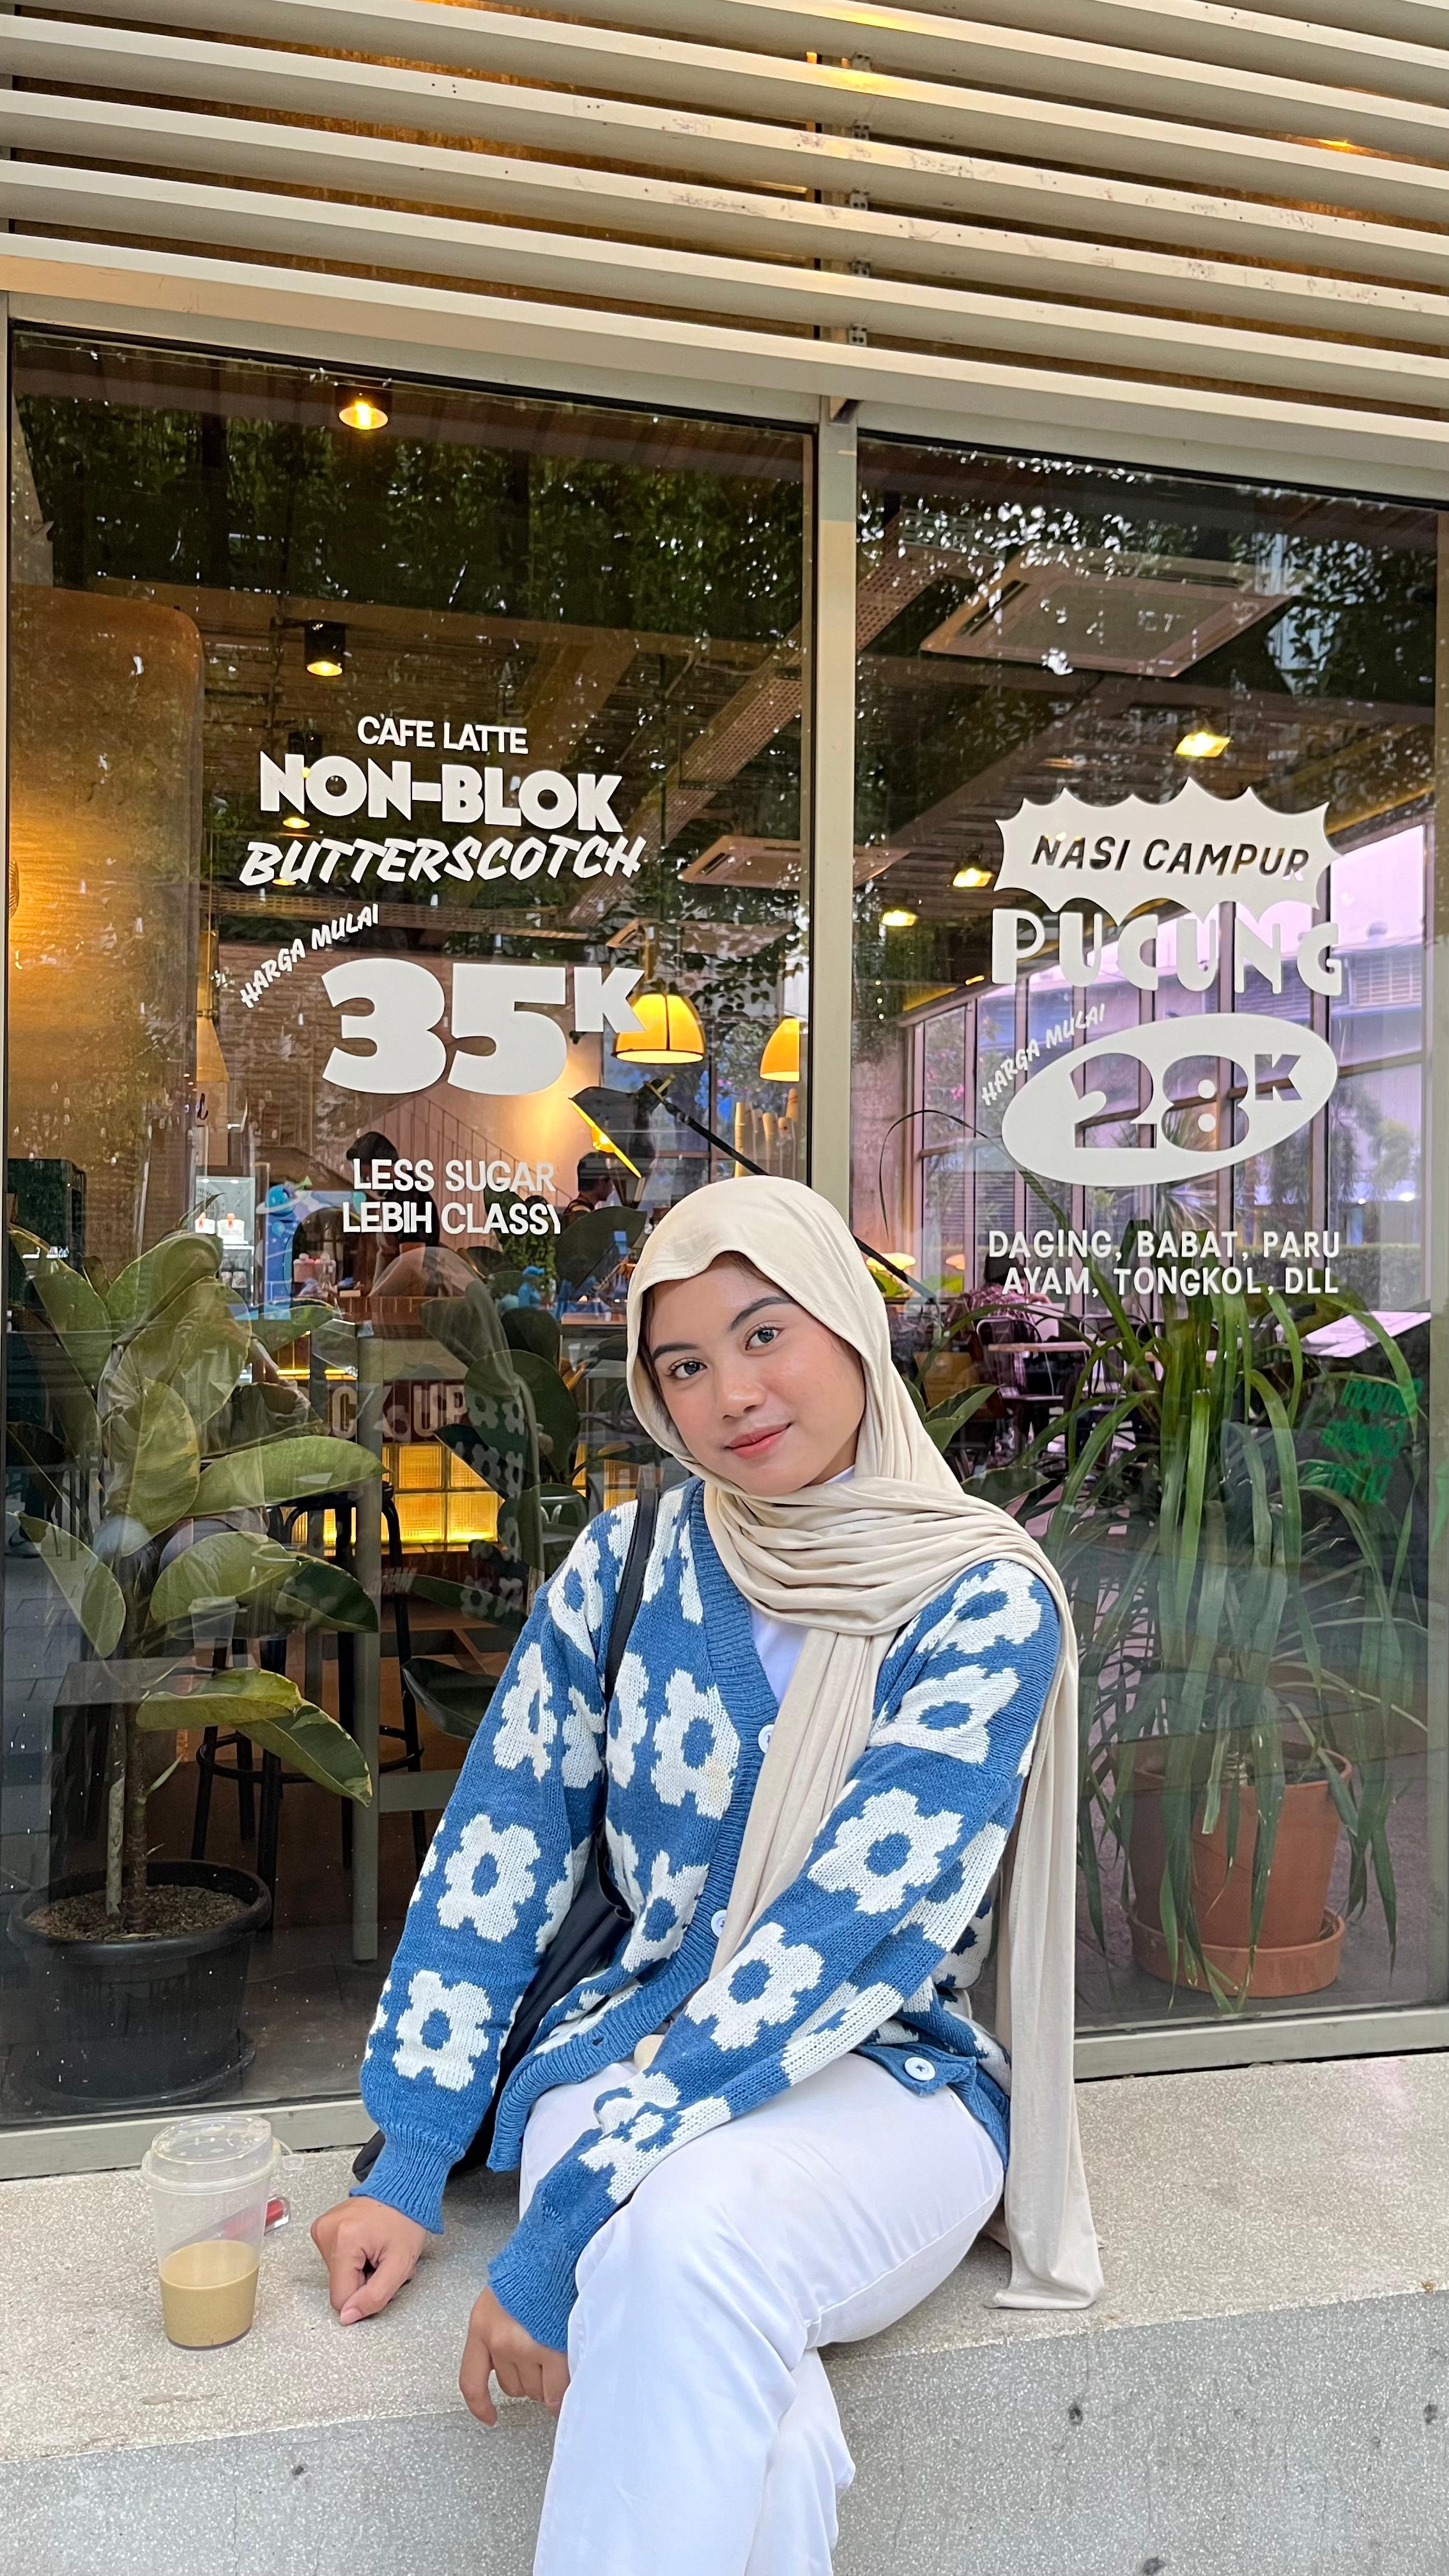 CAFE LATTE
NON-BLOK
BUTTERSCOTCH
HARGA MULAI
35K
LESS SUGAR
LEBIH CLASSY
NASI CAMPUR
PUCUNG
HARGA MULAI
28K
DAGING, BABAT, PARU
AYAM, TONGKOL, DLL
UP